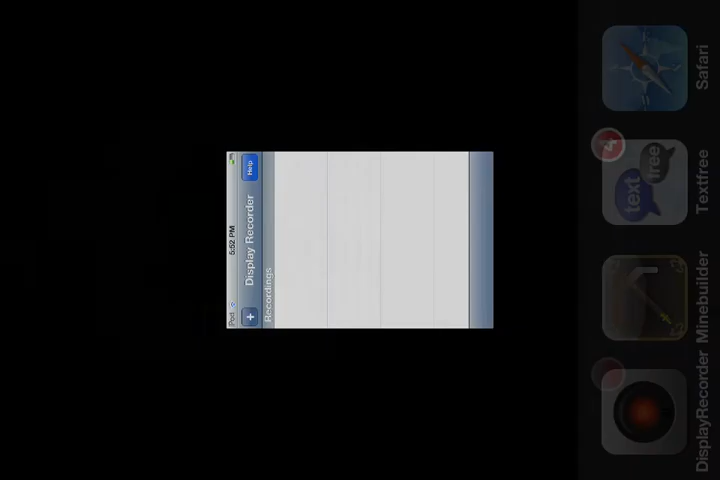 iPod 5:52 PM
+ Display Recorder Help
Recordings
4
text free
DisplayRecorder Minebuilder Textfree Safari